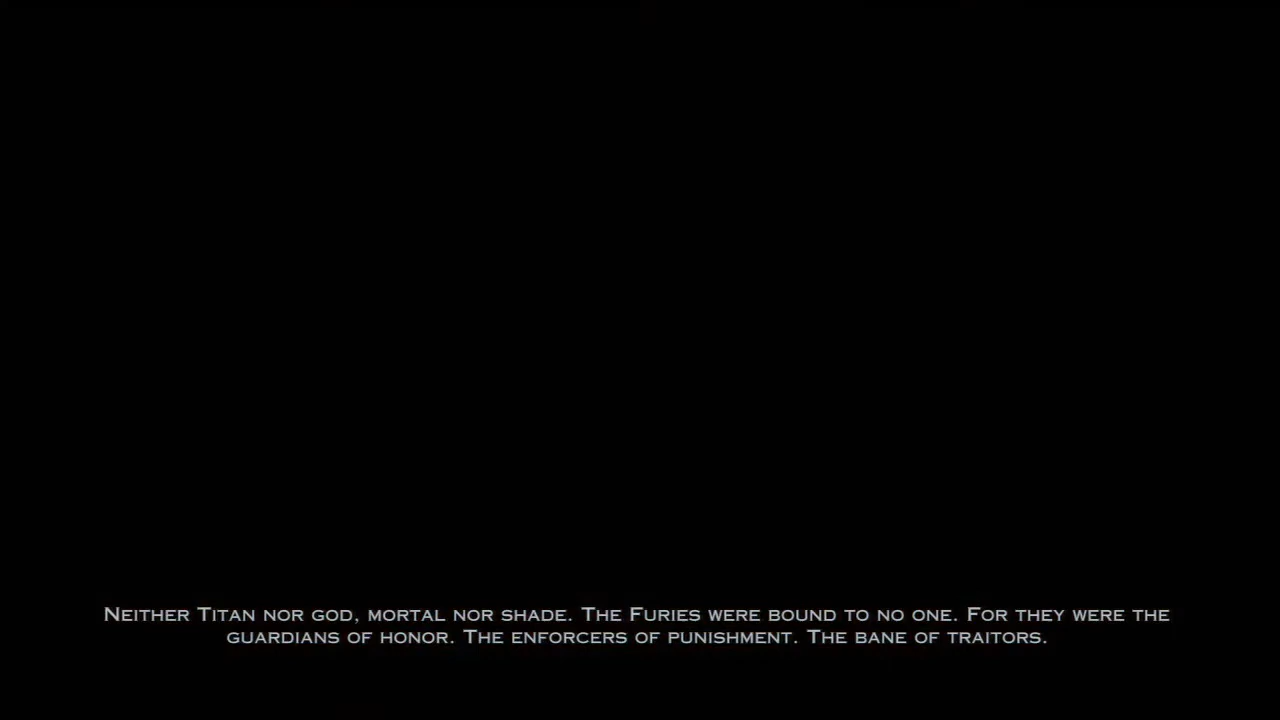 Neither Titan nor god, mortal nor shade. The Furies were bound to no one. For they were the
guardians of honor. The enforcers of punishment. The bane of traitors.